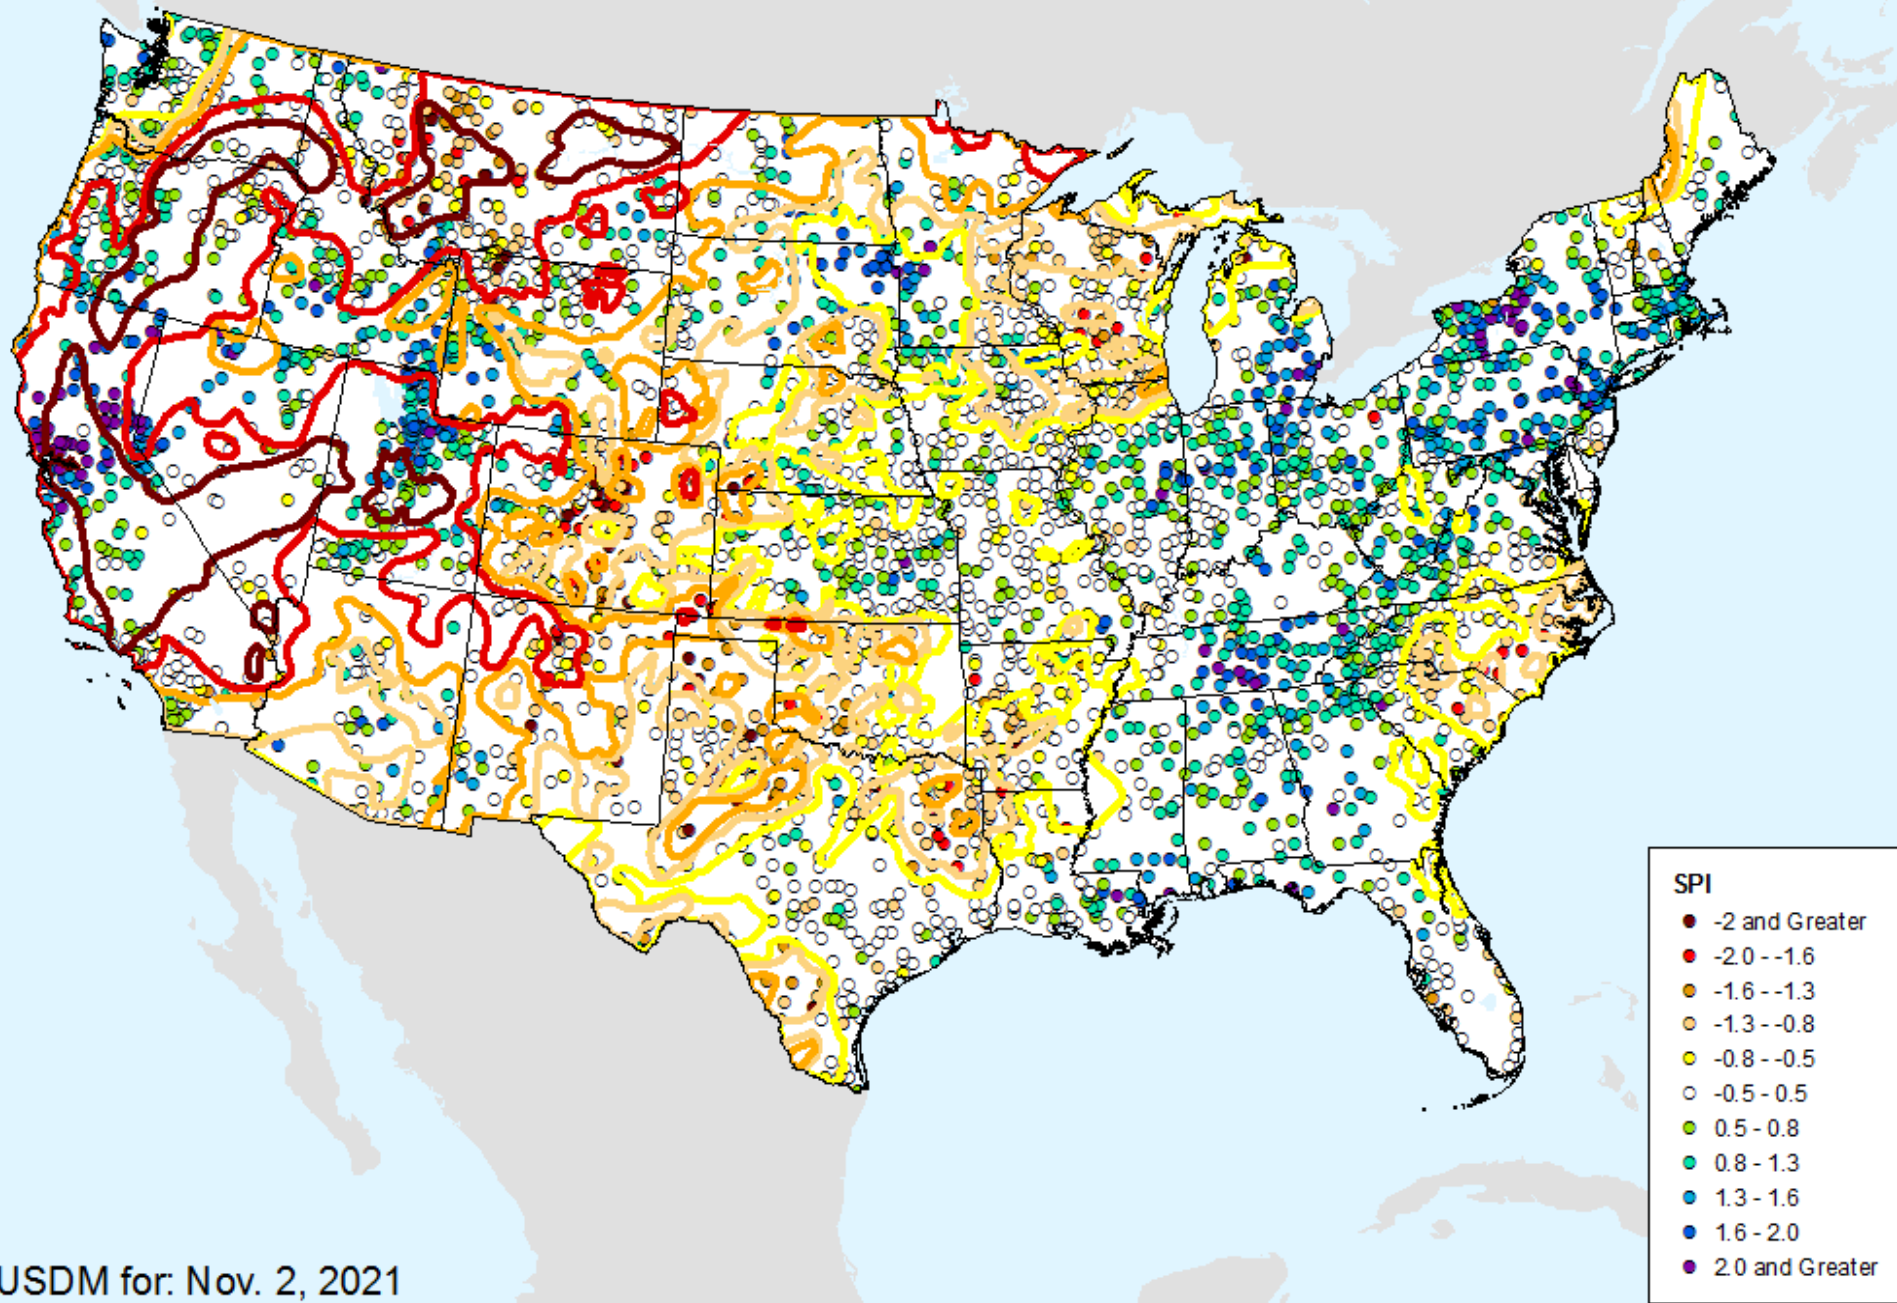 SPI
-2 and Greater
-2.0 - -1.6
-1.6 - -1.3
-1.3 - -0.8
-0.8 - -0.5
-0.5 - 0.5
0.5 - 0.8
0.8 - 1.3
1.3 - 1.6
1.6 - 2.0
2.0 and Greater
USDM for: Nov. 2, 2021